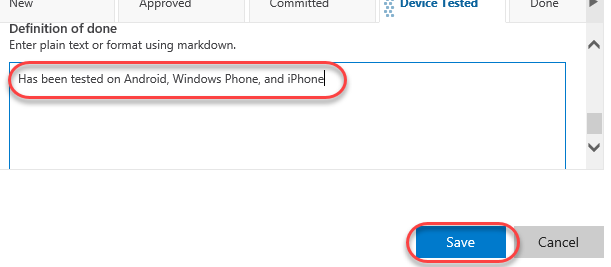 New Approved Committed Device Tested Done
Definition of done
Enter plain text or format using markdown.
Has been tested on Android, Windows Phone, and iPhone
Save Cancel